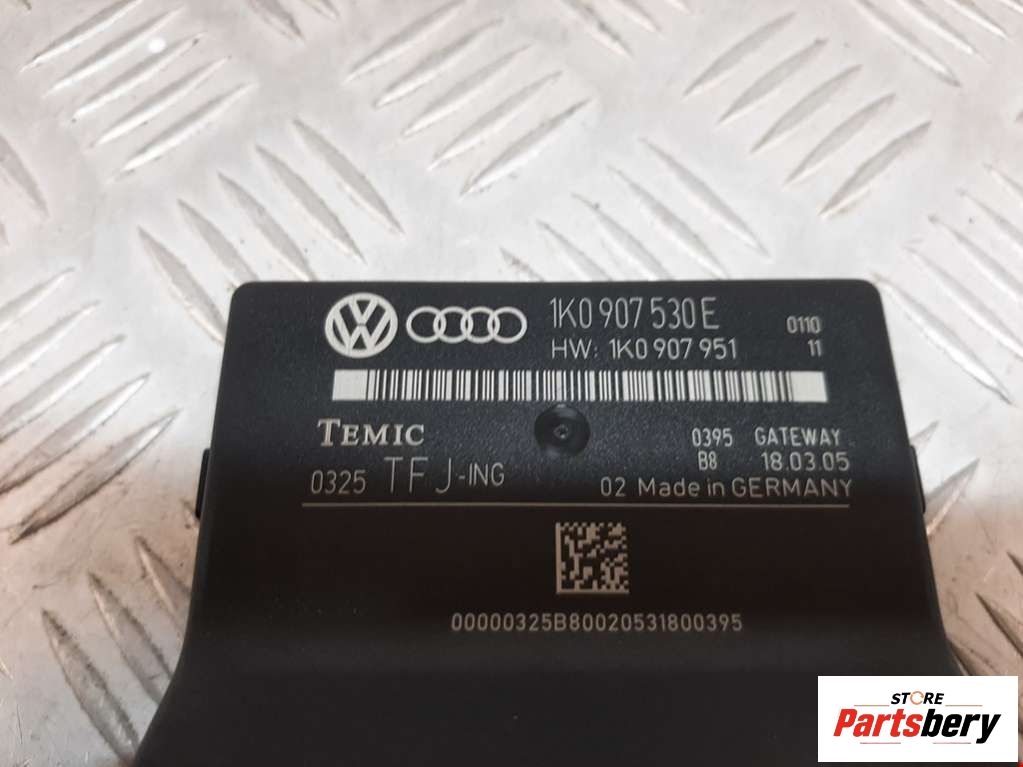 1K0 907 530 E
0110
HW: 1K0 907 951
11
TEMIC
0395 GATEWAY
B8 18.03.05
0325 TFJ-ING
02 Made in GERMANY
00000325B80020531800395
STORE
Partsbery